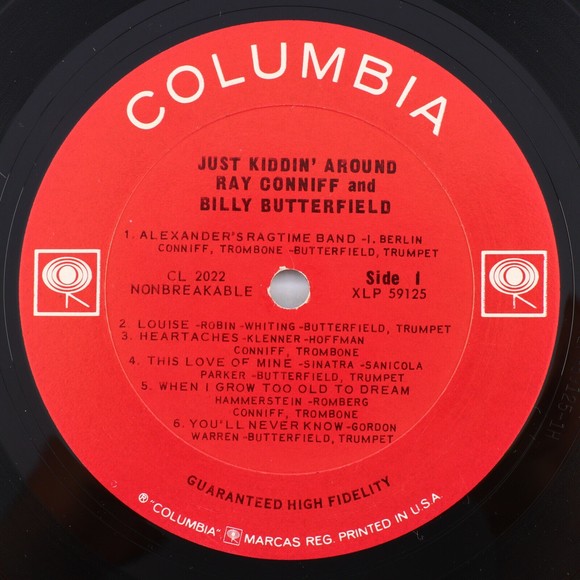 COLUMBIA
JUST KIDDIN' AROUND
RAY CONNIFF and
BILLY BUTTERFIELD
1. ALEXANDER'S RAGTIME BAND -I. BERLIN
CONNIFF, TROMBONE -BUTTERFIELD, TRUMPET
CL 2022
NONBREAKABLE
Side 1
XLP 59125
2. LOUISE -ROBIN -WHITING -BUTTERFIELD, TRUMPET
3. HEARTACHES -KLENNER -HOFFMAN
CONNIFF, TROMBONE
4. THIS LOVE OF MINE -SINATRA -SANICOLA
PARKER -BUTTERFIELD, TRUMPET
5. WHEN I GROW TOO OLD TO DREAM
HAMMERSTEIN -ROMBERG
CONNIFF, TROMBONE
6. YOU'LL NEVER KNOW -GORDON
WARREN -BUTTERFIELD, TRUMPET
GUARANTEED HIGH FIDELITY
® "COLUMBIA" MARCAS REG. PRINTED IN U.S.A.